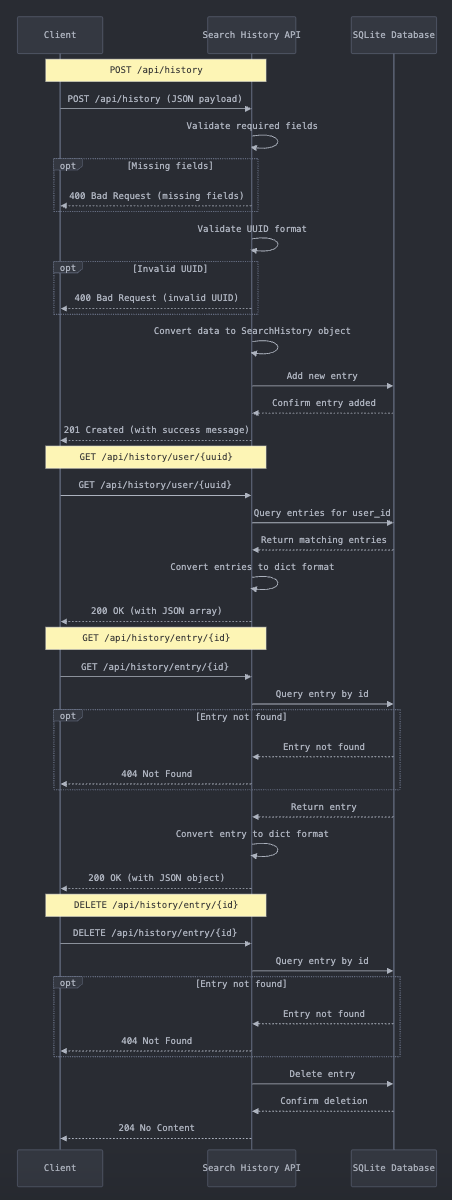 Client
Search History API
SQLite Database
POST /api/history
POST /api/history (JSON payload)
Validate required fields
opt
[Missing fields]
400 Bad Request (missing fields)
Validate UUID format
opt
[Invalid UUID]
400 Bad Request (invalid UUID)
Convert data to SearchHistory object
Add new entry
Confirm entry added
201 Created (with success message)
GET /api/history/user/{uuid}
GET /api/history/user/{uuid}
Query entries for user_id
Return matching entries
Convert entries to dict format
200 OK (with JSON array)
GET /api/history/entry/{id}
GET /api/history/entry/{id}
Query entry by id
opt
[Entry not found]
Entry not found
404 Not Found
Return entry
Convert entry to dict format
200 OK (with JSON object)
DELETE /api/history/entry/{id}
DELETE /api/history/entry/{id}
Query entry by id
opt
[Entry not found]
Entry not found
404 Not Found
Delete entry
Confirm deletion
204 No Content
Client
Search History API
SQLite Database